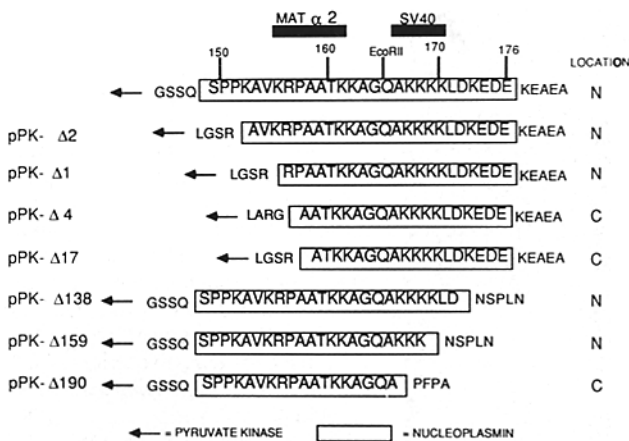 MAT α 2 SV40
150 160 EcoRII 170 176 LOCATION
GSSQ SPPKAVKRPAATKKAGQAKKKKLDKEDE KEAEA N
pPK- Δ2 LGSR AVKRPAATKKAGQAKKKKLDKEDE KEAEA N
pPK- Δ1 LGSR RPAATKKAGQAKKKKLDKEDE KEAEA N
pPK- Δ 4 LARG AATKKAGQAKKKKLDKEDE KEAEA C
pPK- Δ17 LGSR ATKKAGQAKKKKLDKEDE KEAEA C
pPK- Δ138 GSSQ SPPKAVKRPAATKKAGQAKKKKLD NSPLN N
pPK- Δ159 GSSQ SPPKAVKRPAATKKAGQAKKK NSPLN N
pPK- Δ190 GSSQ SPPKAVKRPAATKKAGQA PFPA C
= PYRUVATE KINASE = NUCLEOPLASMIN